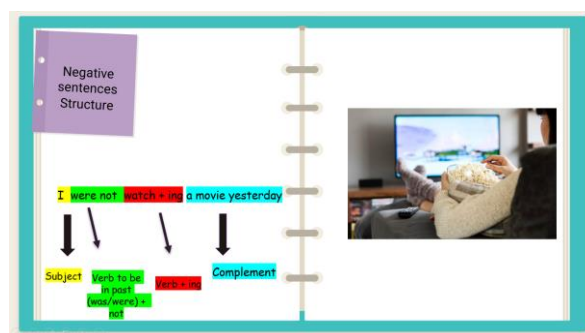 Negative
sentences
Structure
I were not watch + ing a movie yesterday
Subject
Verb to be
in past
(was/were) +
not
Verb + ing
Complement